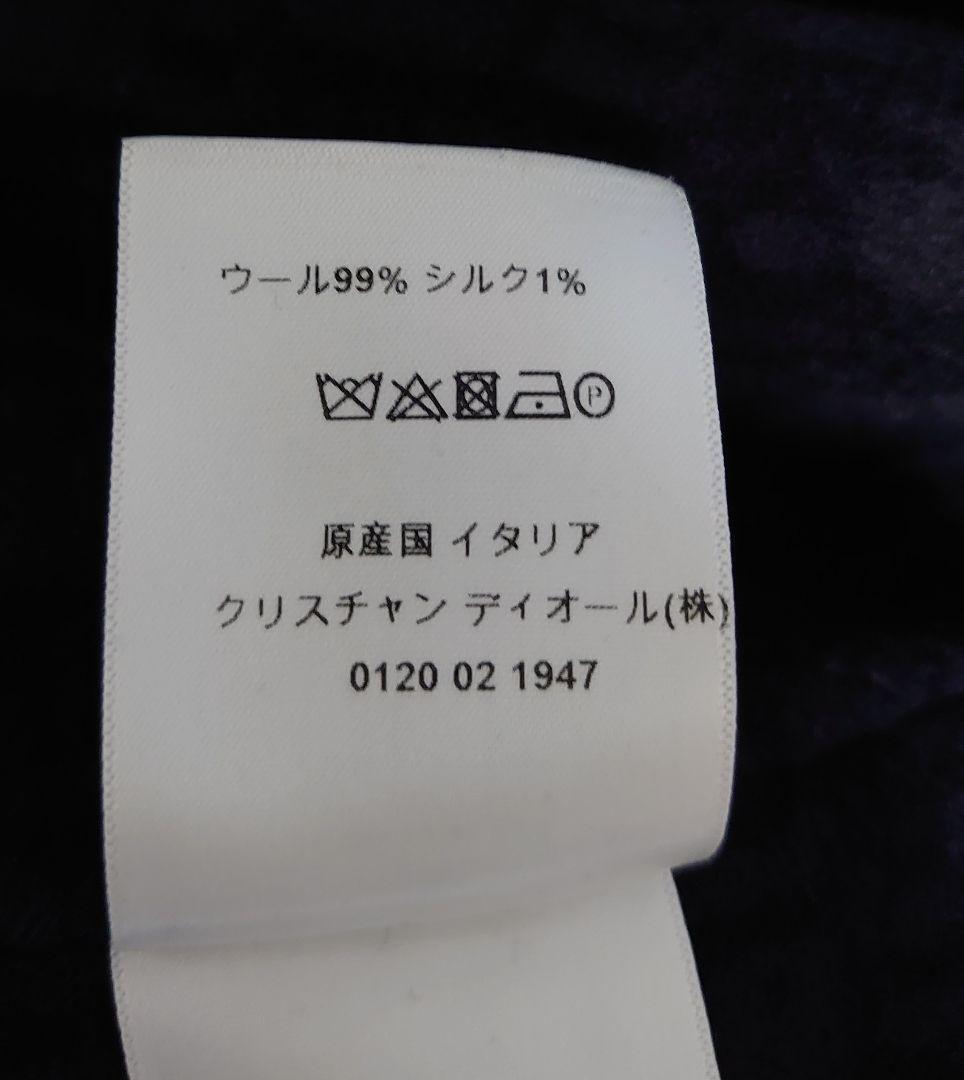 ウール99% シルク1%
P
原産国 イタリア
クリスチャン ディオール(株)
0120 02 1947